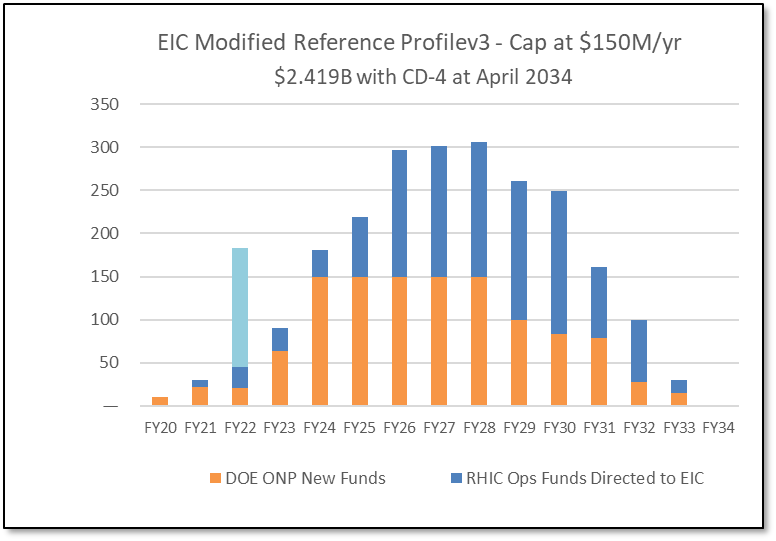 EIC Modified Reference Profilev3 - Cap at $150M/yr
$2.419B with CD-4 at April 2034
350
300
250
200
150
100
50
—
FY20 FY21 FY22 FY23 FY24 FY25 FY26 FY27 FY28 FY29 FY30 FY31 FY32 FY33 FY34
DOE ONP New Funds RHIC Ops Funds Directed to EIC